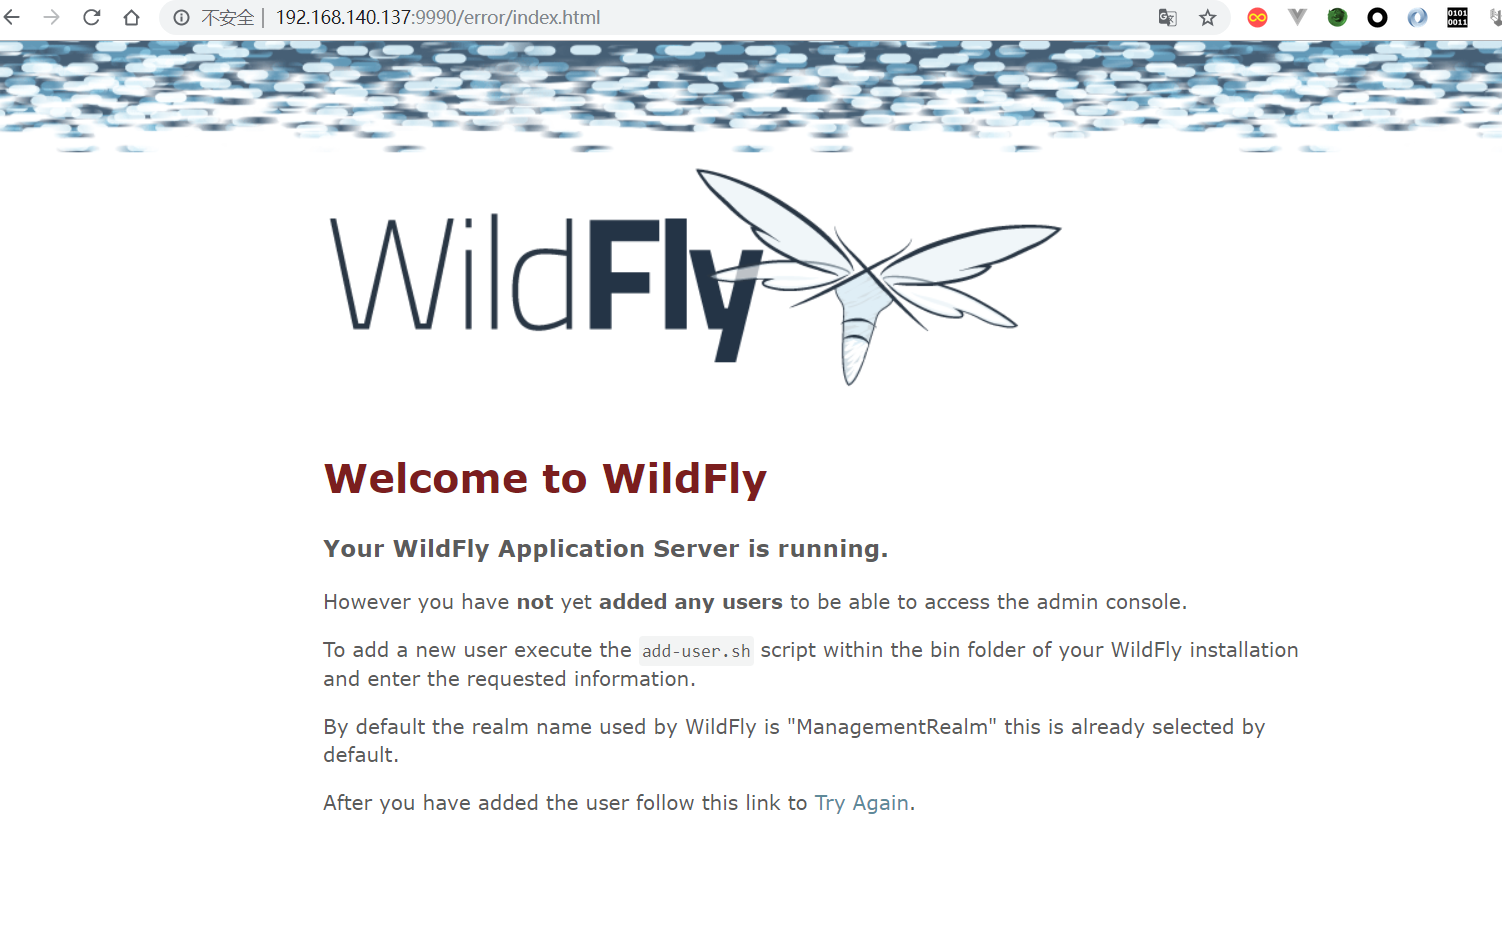 不安全 | 192.168.140.137:9990/error/index.html
0101
0011
WildFly
Welcome to WildFly
Your WildFly Application Server is running.
However you have not yet added any users to be able to access the admin console.
To add a new user execute the add-user.sh script within the bin folder of your WildFly installation
and enter the requested information.
By default the realm name used by WildFly is "ManagementRealm" this is already selected by
default.
After you have added the user follow this link to Try Again.